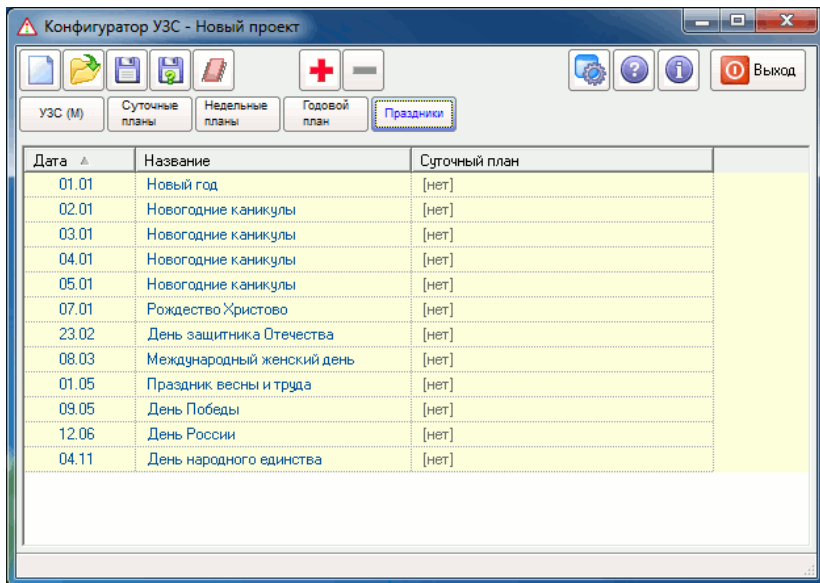 Конфигуратор УЗС - Новый проект
Выход
УЗС (М)
Суточные
планы
Недельные
планы
Годовой
план
Праздники
Дата Название Суточный план
01.01 Новый год [нет]
02.01 Новогодние каникулы [нет]
03.01 Новогодние каникулы [нет]
04.01 Новогодние каникулы [нет]
05.01 Новогодние каникулы [нет]
07.01 Рождество Христово [нет]
23.02 День защитника Отечества [нет]
08.03 Международный женский день [нет]
01.05 Праздник весны и труда [нет]
09.05 День Победы [нет]
12.06 День России [нет]
04.11 День народного единства [нет]